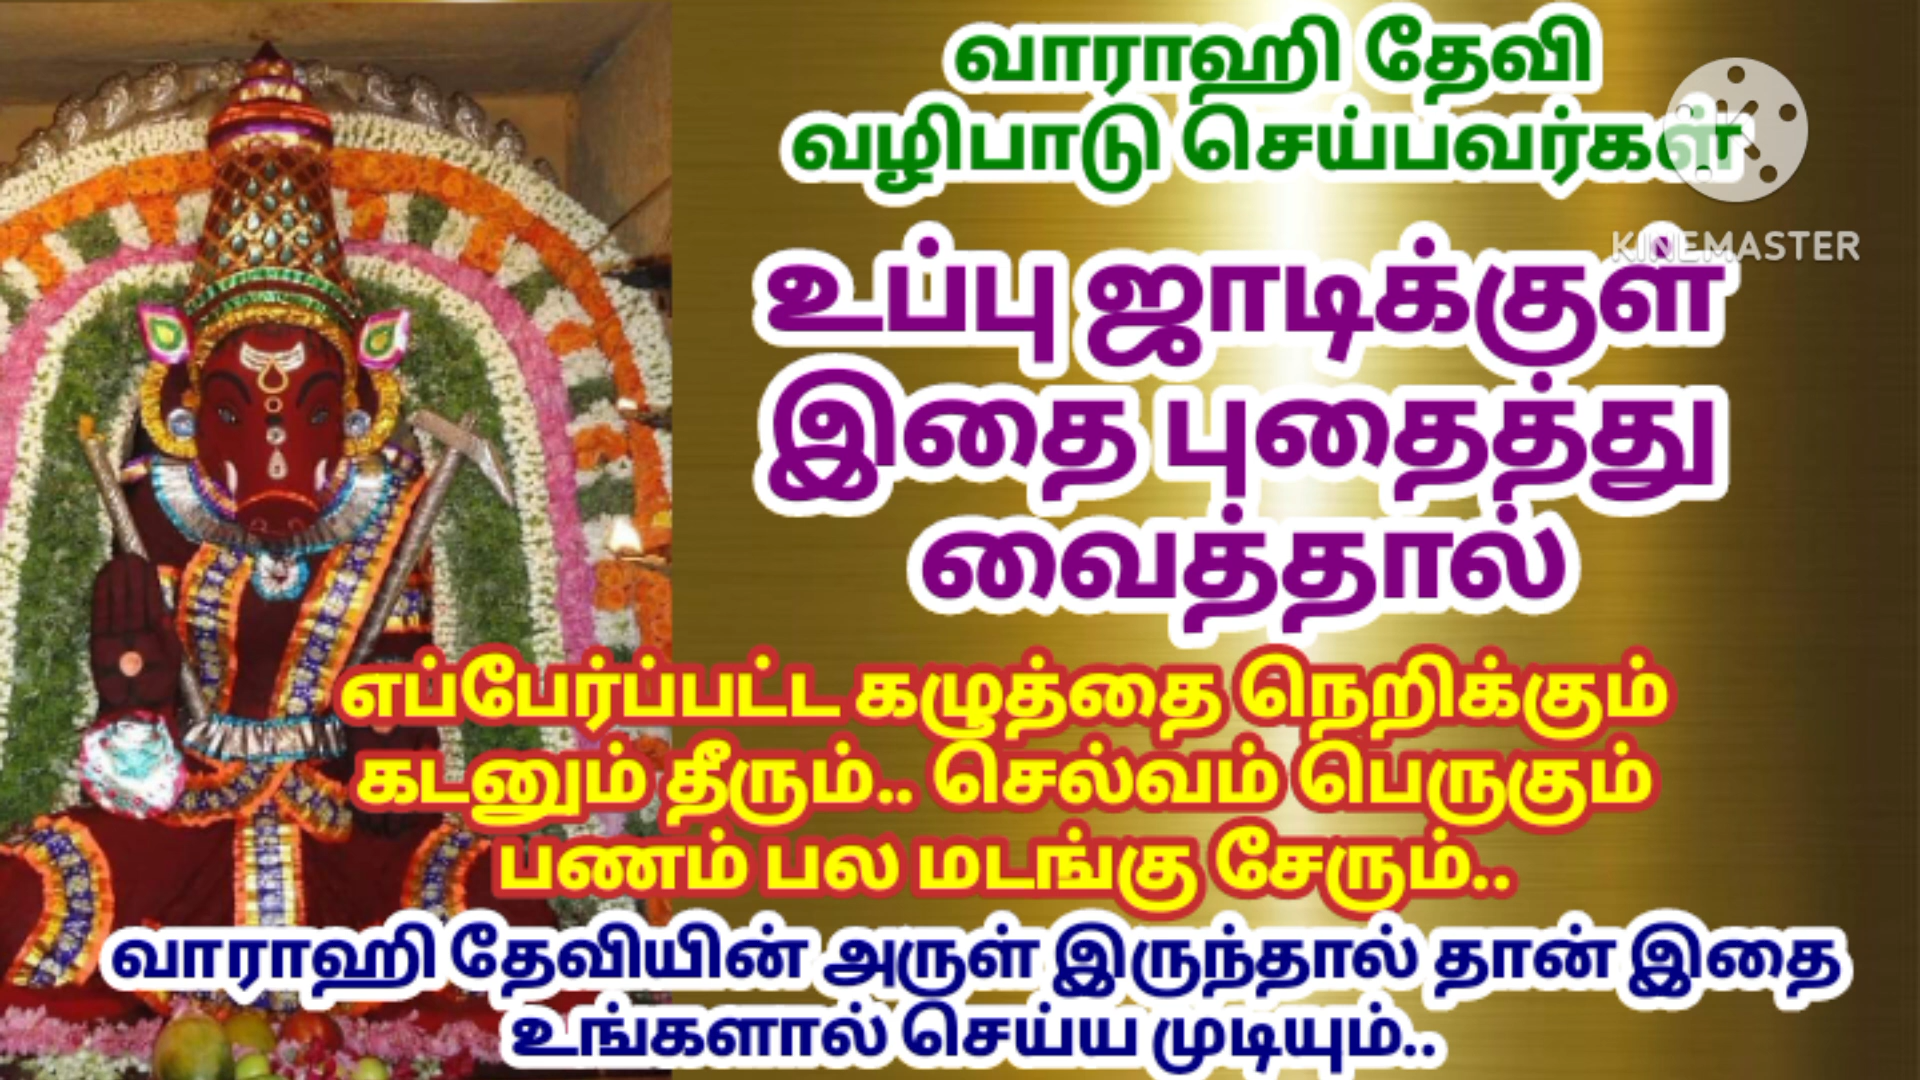 வாராஹி தேவி
வழிபாடு செய்பவர்கள்
KINEMASTER
உப்பு ஜாடிக்குள்
இதை புதைத்து
வைத்தால்
எப்பேர்ப்பட்ட கழுத்தை நெறிக்கும்
கடனும் தீரும்.. செல்வம் பெருகும்
பணம் பல மடங்கு சேரும்..
வாராஹி தேவியின் அருள் இருந்தால் தான் இதை
உங்களால் செய்ய முடியும்..